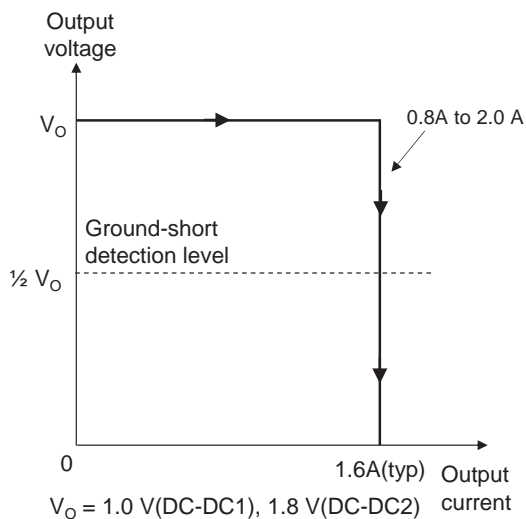 Output
voltage
V_O
0.8A to 2.0 A
Ground-short
detection level
½ V_O
0
1.6A(typ)
Output
current
V_O = 1.0 V(DC-DC1), 1.8 V(DC-DC2)